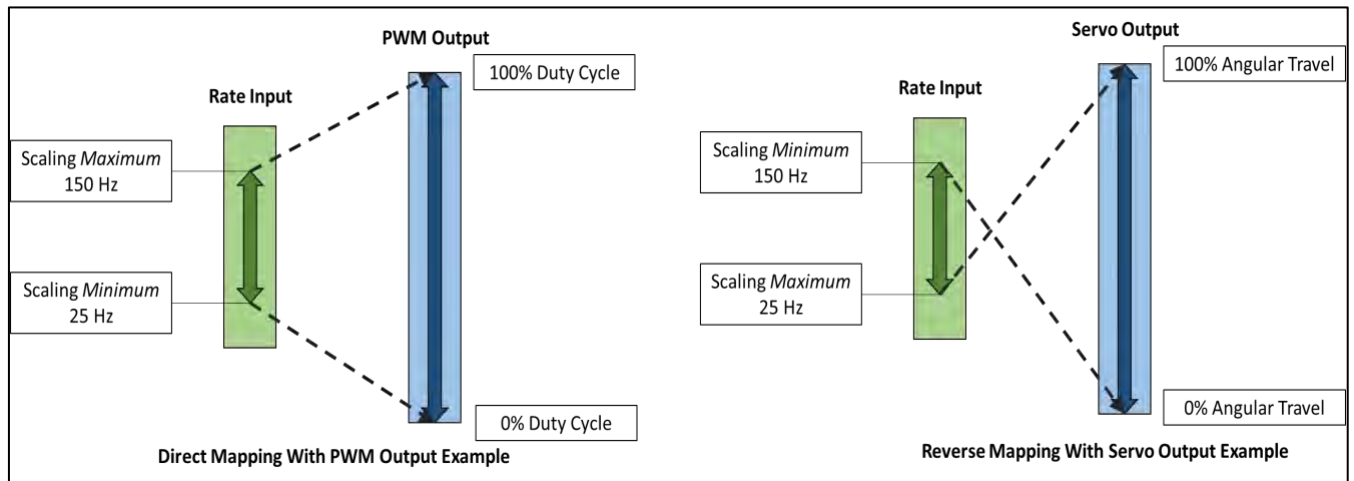 PWM Output
100% Duty Cycle
Rate Input
Scaling Maximum
150 Hz
Scaling Minimum
25 Hz
0% Duty Cycle
Direct Mapping With PWM Output Example
Servo Output
100% Angular Travel
Rate Input
Scaling Minimum
150 Hz
Scaling Maximum
25 Hz
0% Angular Travel
Reverse Mapping With Servo Output Example